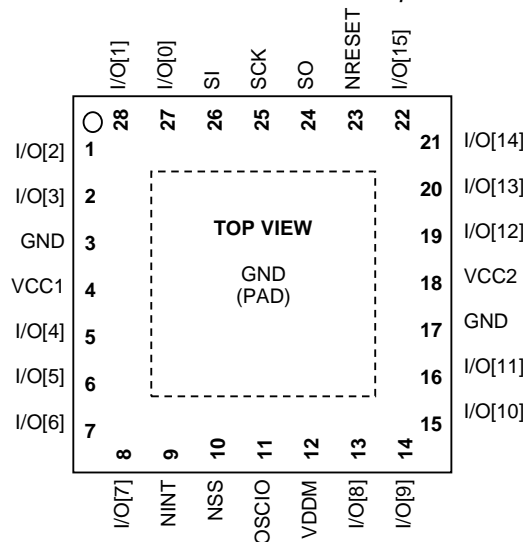 I/O[1]
I/O[0]
SI
SCK
SO
NRESET
I/O[15]
28
27
26
25
24
23
22
I/O[2] 1
I/O[3] 2
GND 3
VCC1 4
I/O[4] 5
I/O[5] 6
I/O[6] 7
TOP VIEW
GND
(PAD)
21 I/O[14]
20 I/O[13]
19 I/O[12]
18 VCC2
17 GND
16 I/O[11]
15 I/O[10]
8
9
10
11
12
13
14
I/O[7]
NINT
NSS
OSCIO
VDDM
I/O[8]
I/O[9]